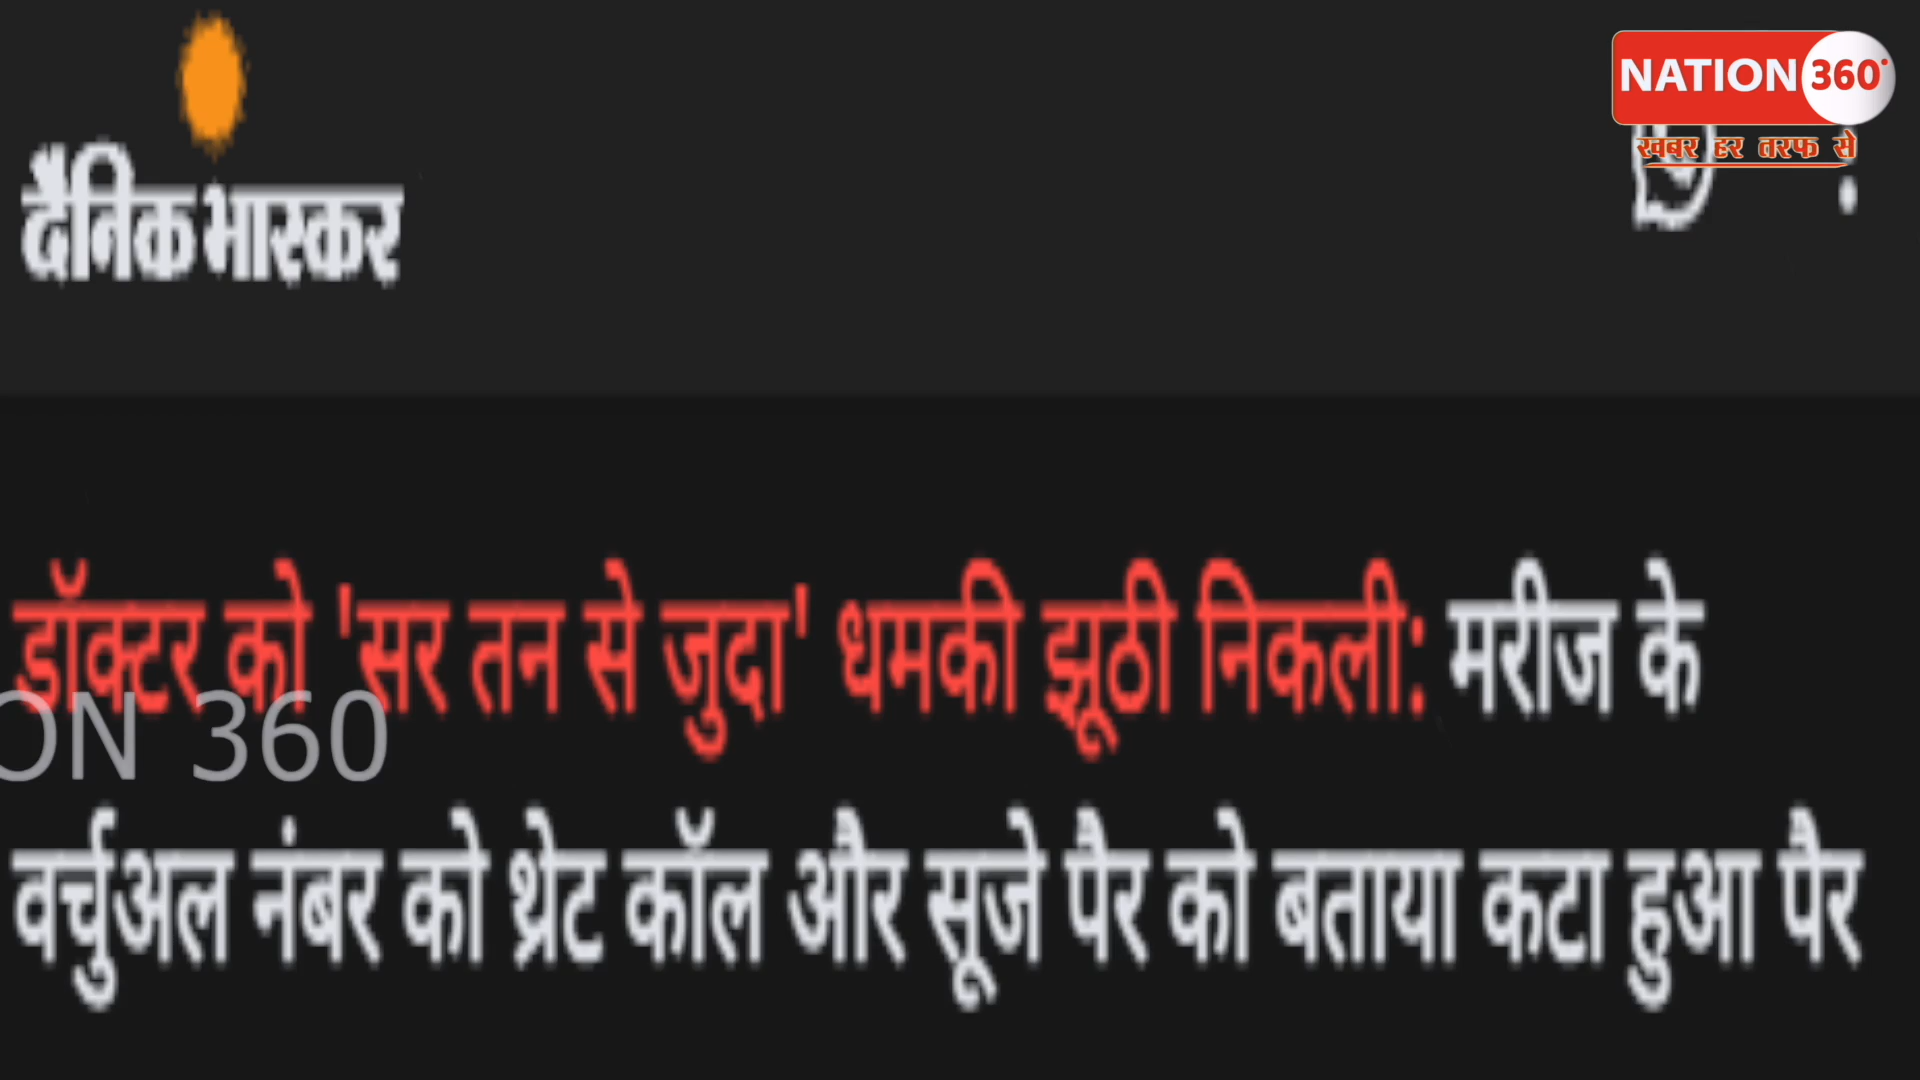 NATION 360°
खबर हर तरफ से
दैनिक भास्कर
डॉक्टर को 'सर तन से जुदा' धमकी झूठी निकली: मरीज के
ON 360
वर्चुअल नंबर को थ्रेट कॉल और सूजे पैर को बताया कटा हुआ पैर